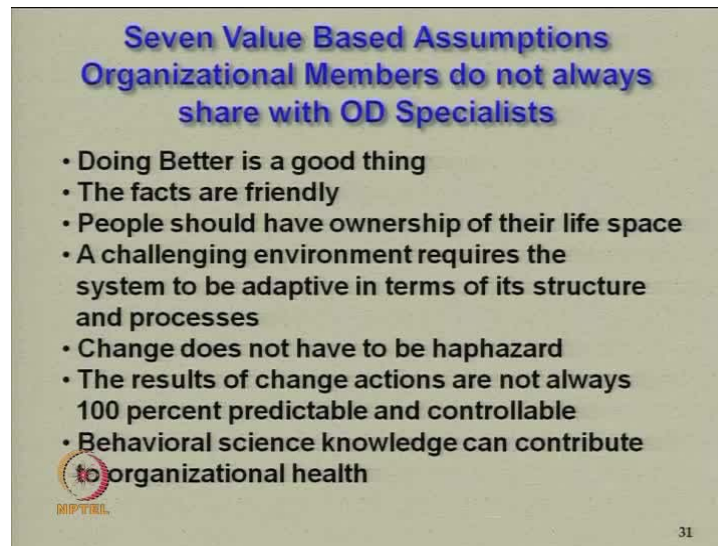 Seven Value Based Assumptions
Organizational Members do not always
share with OD Specialists
• Doing Better is a good thing
• The facts are friendly
• People should have ownership of their life space
• A challenging environment requires the
system to be adaptive in terms of its structure
and processes
• Change does not have to be haphazard
• The results of change actions are not always
100 percent predictable and controllable
• Behavioral science knowledge can contribute
to organizational health
NPTEL
31